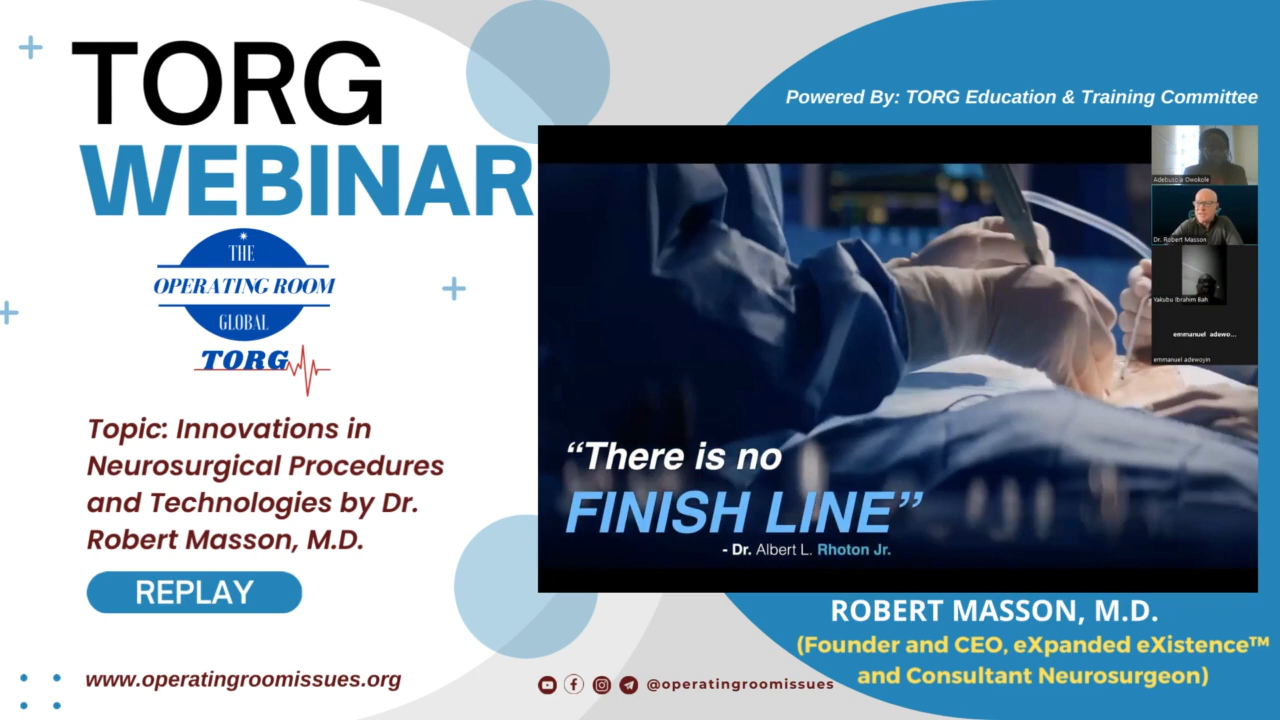 TORG
WEBINAR
THE
OPERATING ROOM
GLOBAL
TORG
Topic: Innovations in
Neurosurgical Procedures
and Technologies by Dr.
Robert Masson, M.D.
REPLAY
www.operatingroomissues.org
Powered By: TORG Education & Training Committee
Adebusola Owokole
Dr. Robert Masson
Yakubu Ibrahim Bah
emmanuel adewo...
emmanuel adewoyin
“There is no
FINISH LINE”
- Dr. Albert L. Rhoton Jr.
ROBERT MASSON, M.D.
(Founder and CEO, eXpanded eXistence™
and Consultant Neurosurgeon)
@operatingroomissues